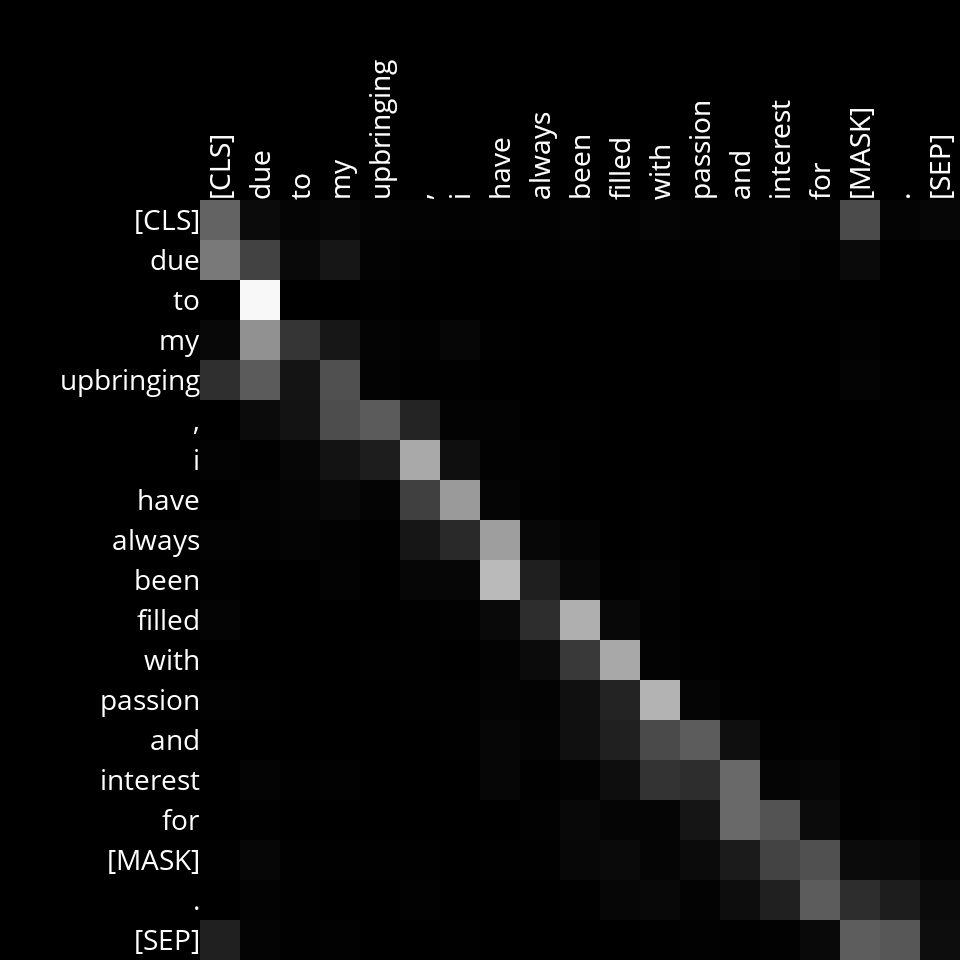 [CLS] due to my upbringing , i have always been filled with passion and interest for [MASK] . [SEP]
[CLS]
due
to
my
upbringing
,
i
have
always
been
filled
with
passion
and
interest
for
[MASK]
.
[SEP]